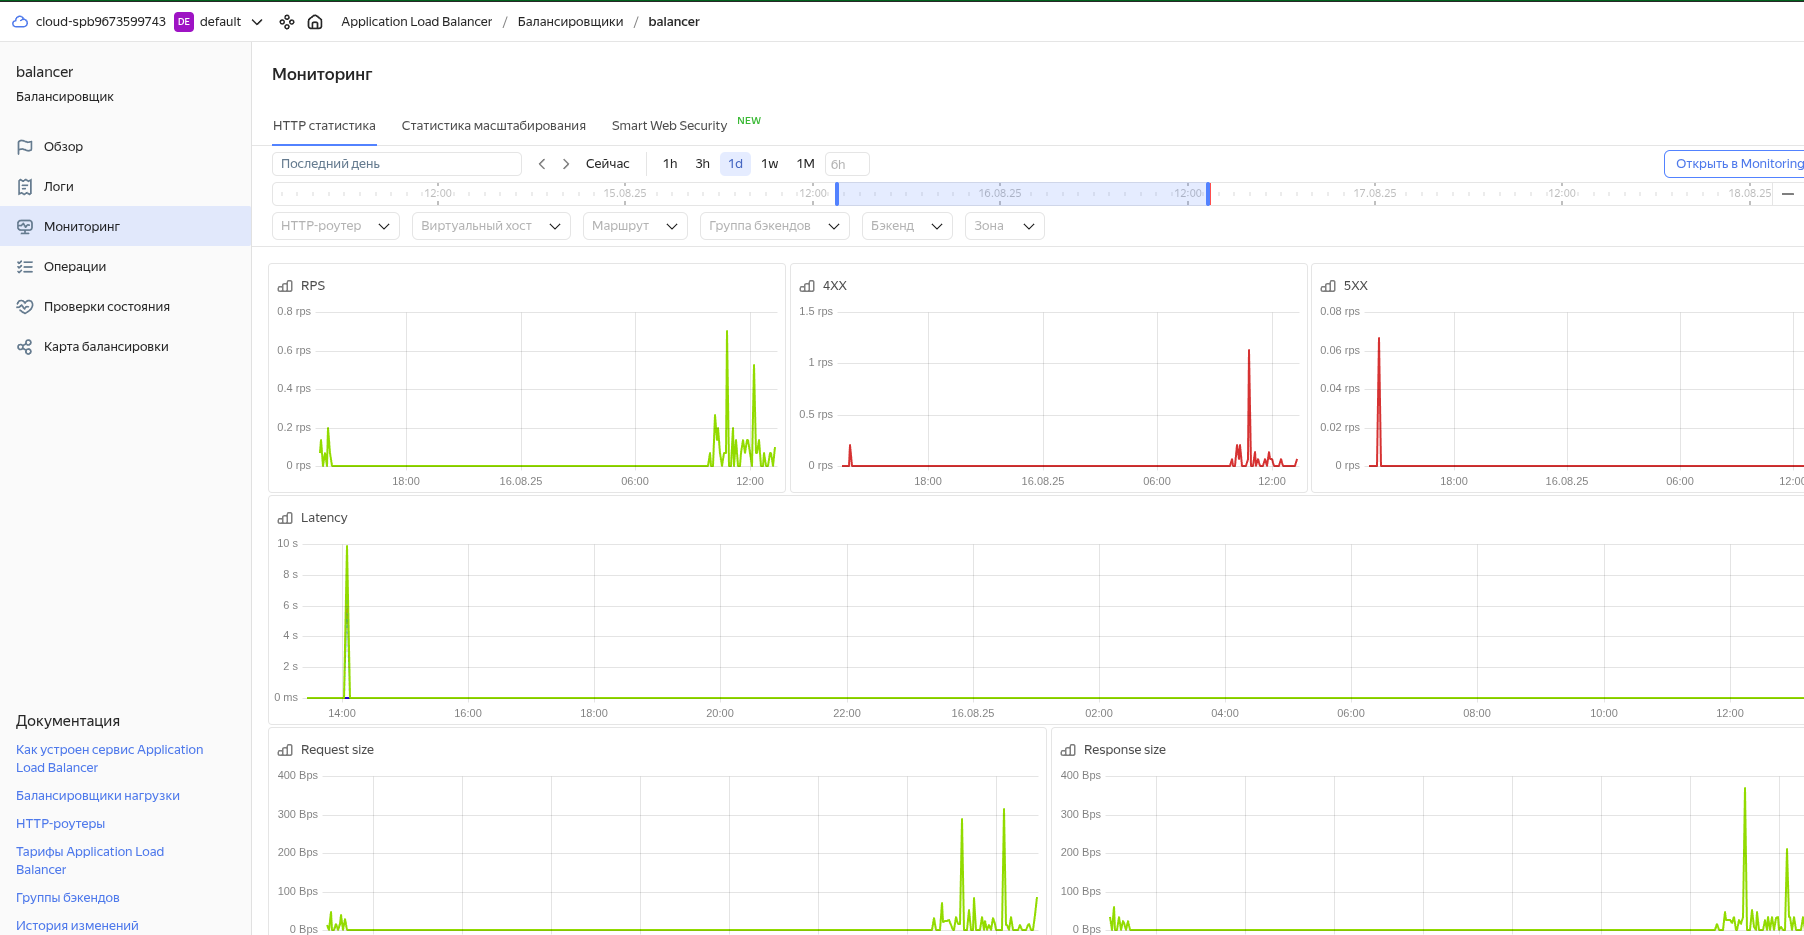 cloud-spb9673599743 DE default Application Load Balancer / Балансировщики / balancer
balancer
Балансировщик
Обзор
Логи
Мониторинг
Операции
Проверки состояния
Карта балансировки
Документация
Как устроен сервис Application
Load Balancer
Балансировщики нагрузки
HTTP-роутеры
Тарифы Application Load
Balancer
Группы бэкендов
История изменений
Мониторинг
HTTP статистика Статистика масштабирования Smart Web Security NEW
Последний день Сейчас 1h 3h 1d 1w 1M 6h Открыть в Monitoring
12:00 15.08.25 12:00 16.08.25 12:00 17.08.25 12:00 18.08.25
HTTP-роутер Виртуальный хост Маршрут Группа бэкендов Бэкенд Зона
RPS
0.8 rps
0.6 rps
0.4 rps
0.2 rps
0 rps
18:00 16.08.25 06:00 12:00
4XX
1.5 rps
1 rps
0.5 rps
0 rps
18:00 16.08.25 06:00 12:00
5XX
0.08 rps
0.06 rps
0.04 rps
0.02 rps
0 rps
18:00 16.08.25 06:00 12:00
Latency
10 s
8 s
6 s
4 s
2 s
0 ms
14:00 16:00 18:00 20:00 22:00 16.08.25 02:00 04:00 06:00 08:00 10:00 12:00
Request size
400 Bps
300 Bps
200 Bps
100 Bps
0 Bps
Response size
400 Bps
300 Bps
200 Bps
100 Bps
0 Bps